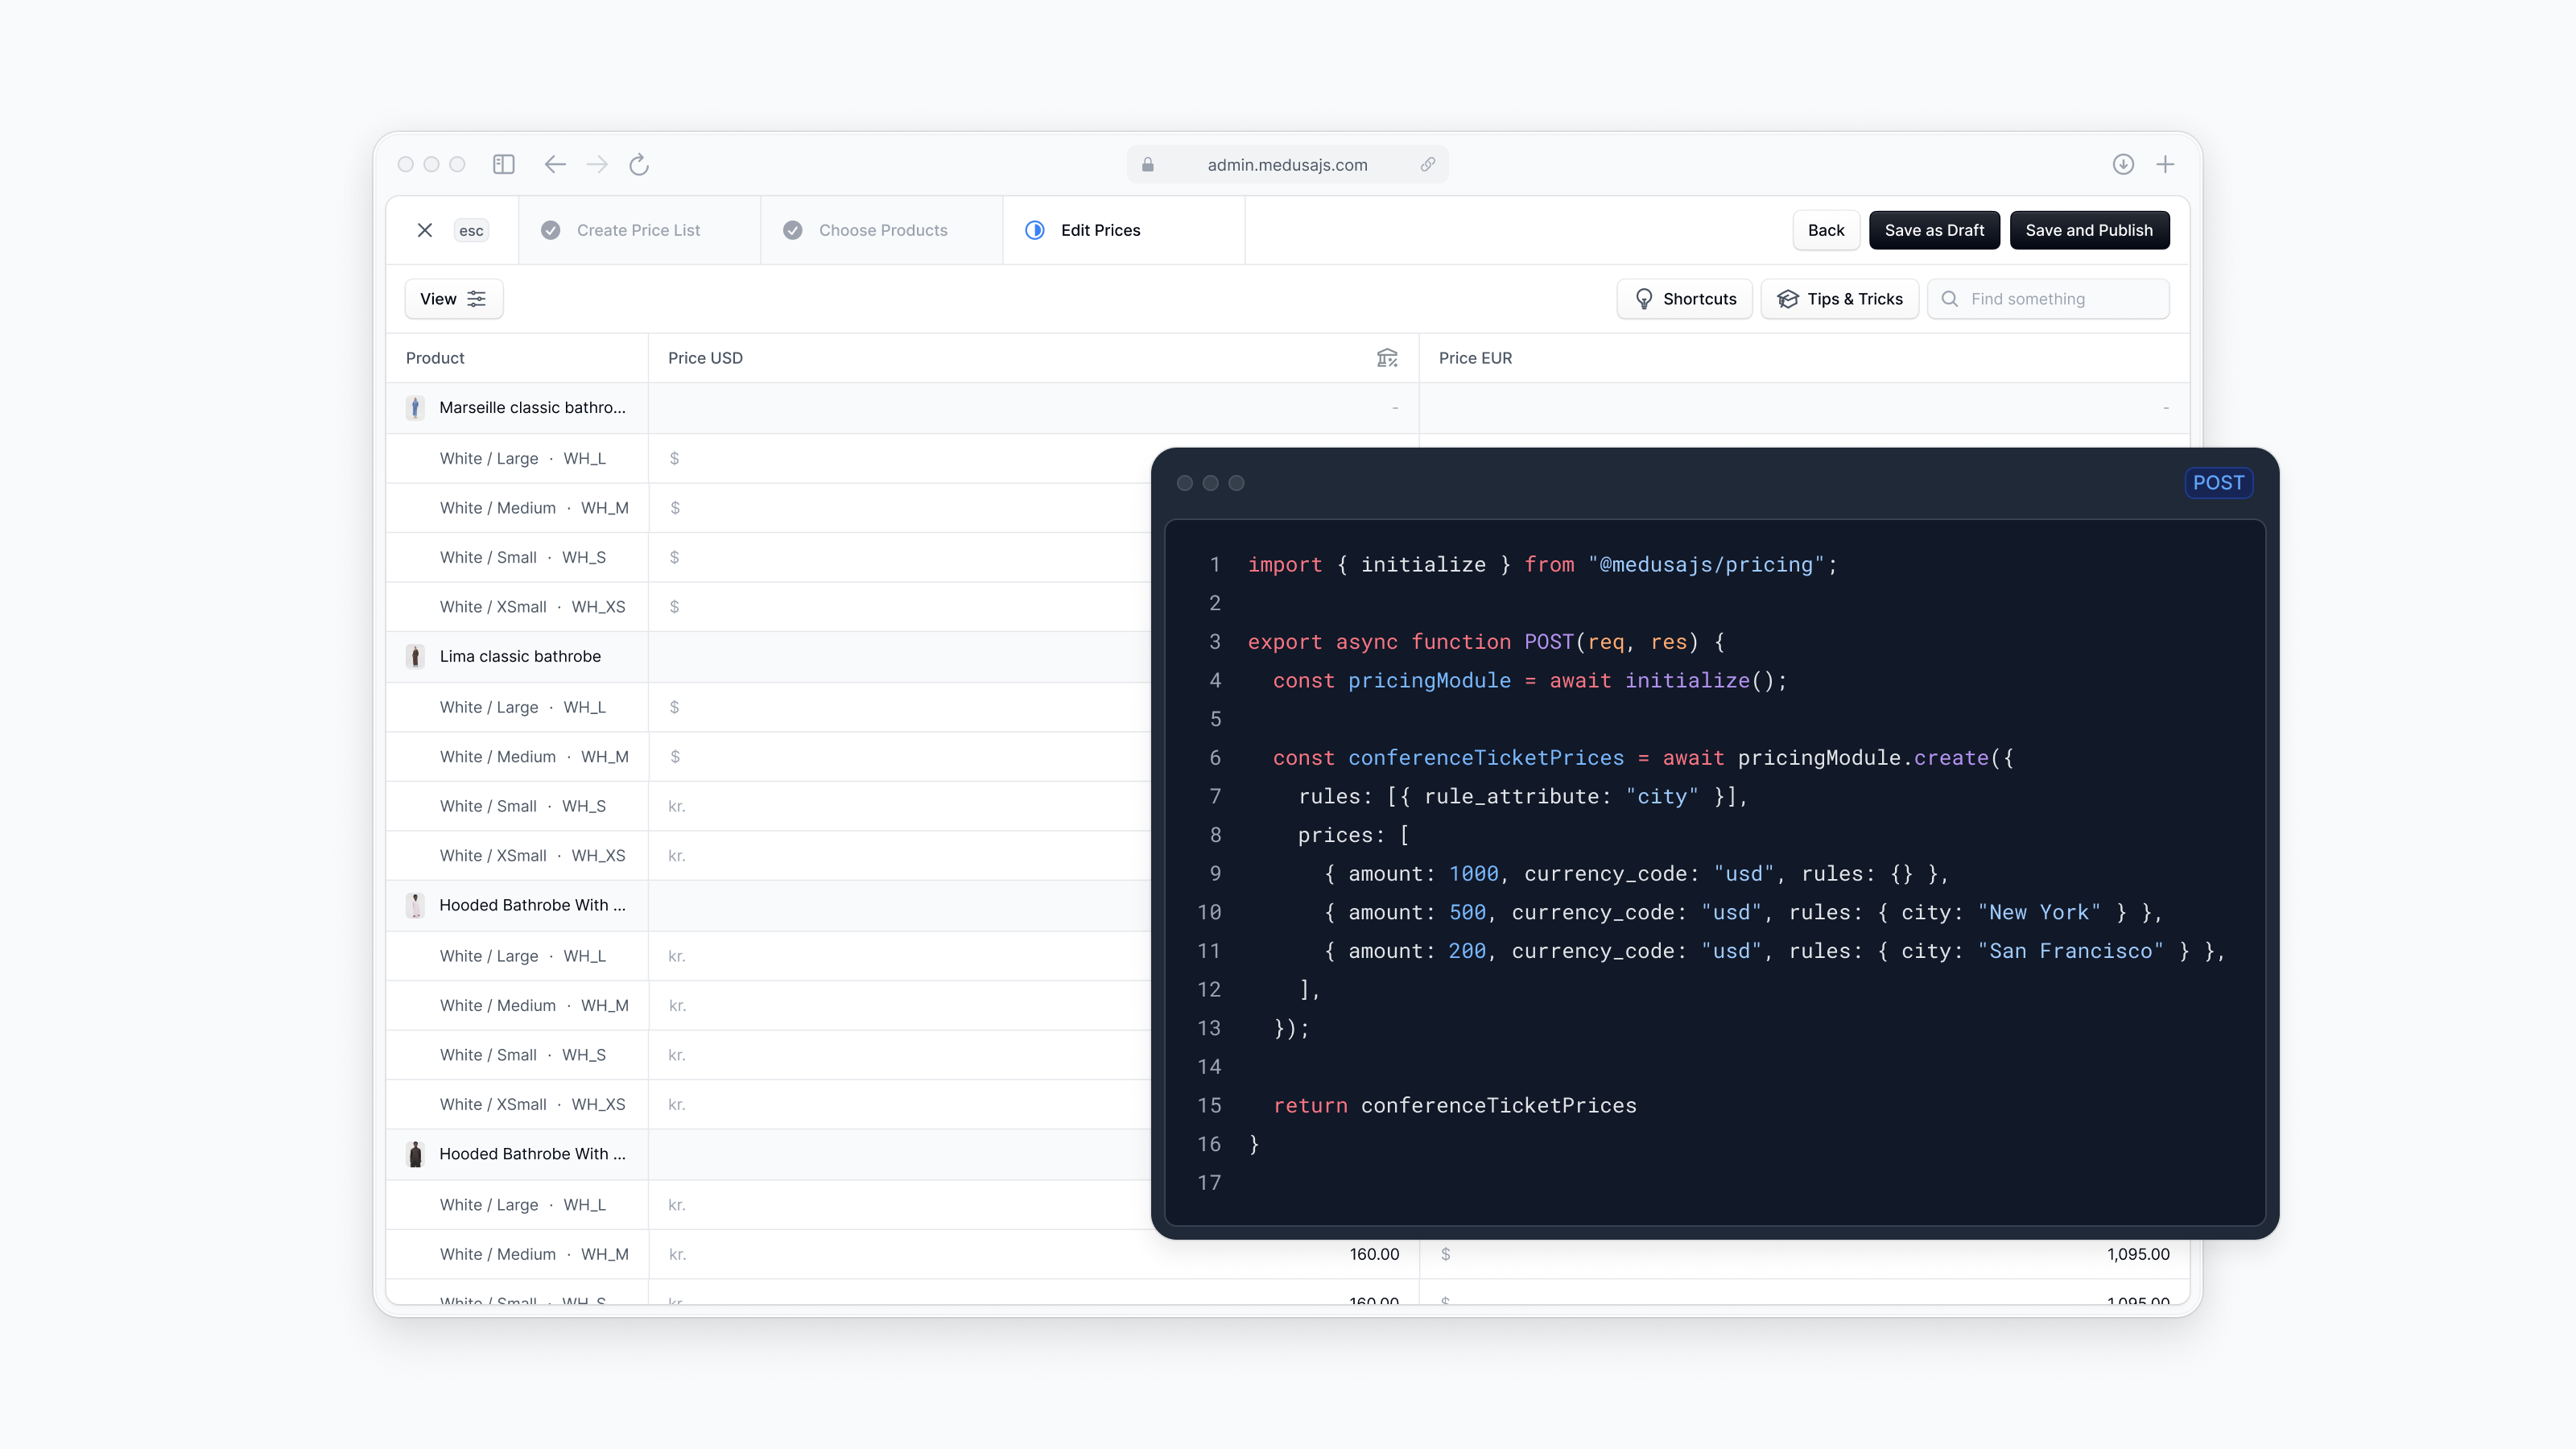 admin.medusajs.com
esc
Create Price List
Choose Products
Edit Prices
Back
Save as Draft
Save and Publish
View
Shortcuts
Tips & Tricks
Find something
Product
Price USD
Price EUR
Marseille classic bathro...
-
-
White / Large · WH_L
$
White / Medium · WH_M
$
White / Small · WH_S
$
White / XSmall · WH_XS
$
Lima classic bathrobe
White / Large · WH_L
$
White / Medium · WH_M
$
White / Small · WH_S
kr.
White / XSmall · WH_XS
kr.
Hooded Bathrobe With ...
White / Large · WH_L
kr.
White / Medium · WH_M
kr.
White / Small · WH_S
kr.
White / XSmall · WH_XS
kr.
Hooded Bathrobe With ...
White / Large · WH_L
kr.
White / Medium · WH_M
kr.
160.00
$
1,095.00
White / Small · WH_S
kr.
160.00
$
1,095.00
POST
1 import { initialize } from "@medusajs/pricing";
2
3 export async function POST(req, res) {
4 const pricingModule = await initialize();
5
6 const conferenceTicketPrices = await pricingModule.create({
7 rules: [{ rule_attribute: "city" }],
8 prices: [
9 { amount: 1000, currency_code: "usd", rules: {} },
10 { amount: 500, currency_code: "usd", rules: { city: "New York" } },
11 { amount: 200, currency_code: "usd", rules: { city: "San Francisco" } },
12 ],
13 });
14
15 return conferenceTicketPrices
16 }
17